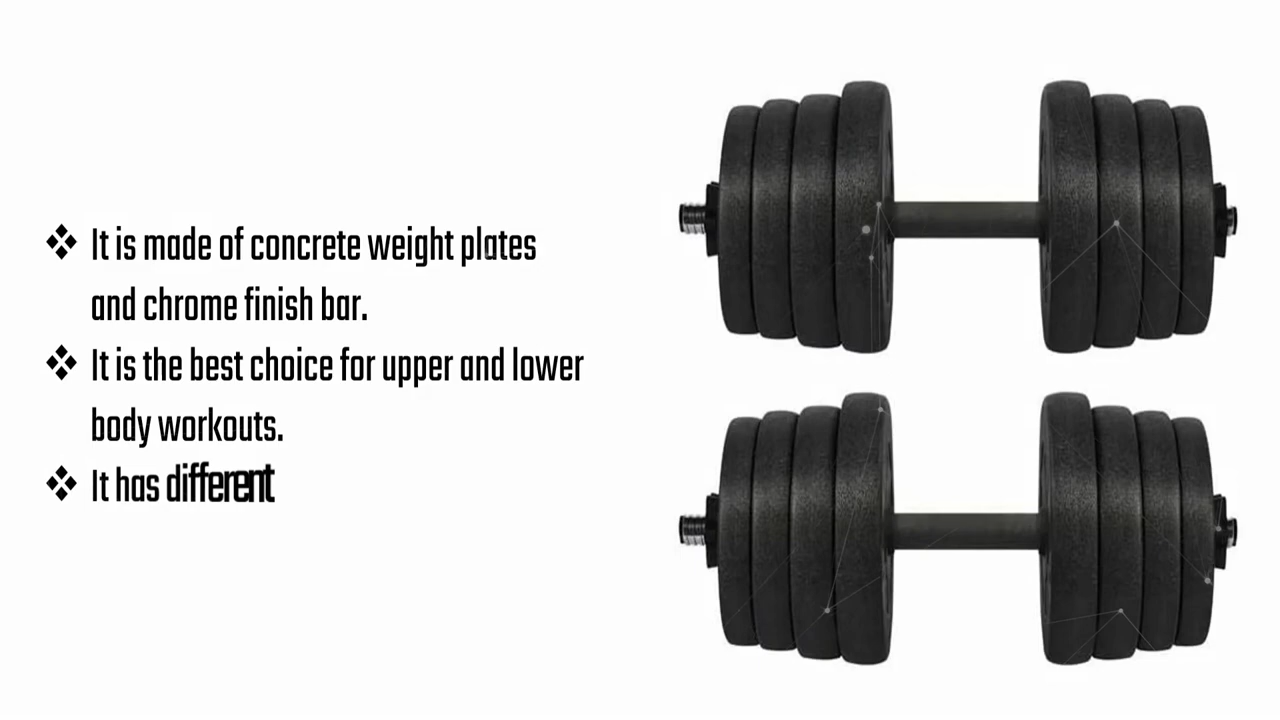 It is made of concrete weight plates
and chrome finish bar.
It is the best choice for upper and lower
body workouts.
It has different